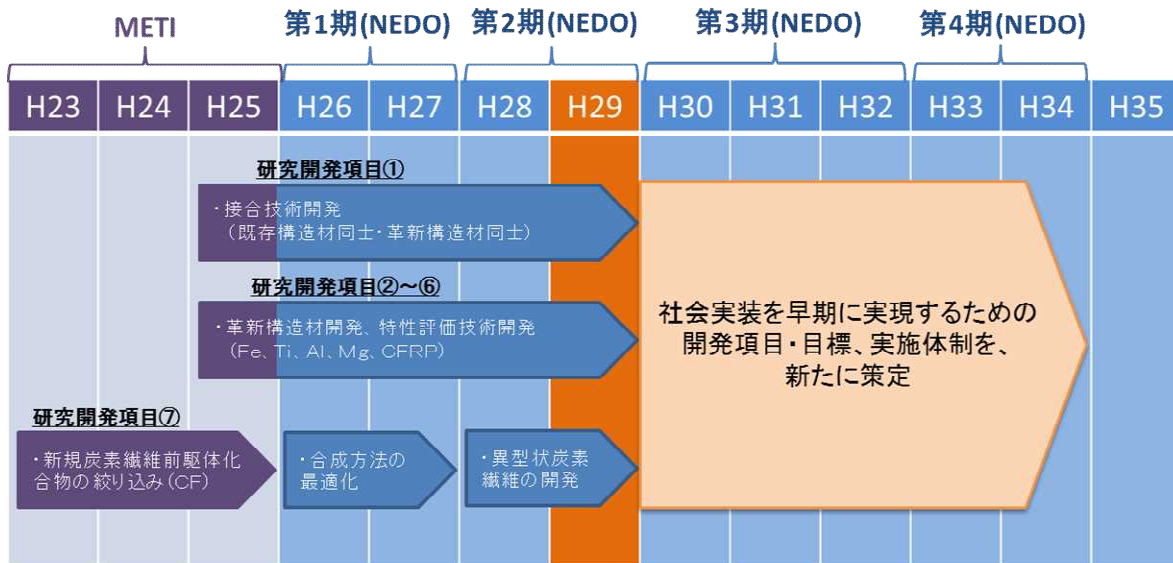 METI
第1期(NEDO)
第2期(NEDO)
第3期(NEDO)
第4期(NEDO)
H23
H24
H25
H26
H27
H28
H29
H30
H31
H32
H33
H34
H35
研究開発項目①
・接合技術開発
（既存構造材同士・革新構造材同士）
研究開発項目②～⑥
・革新構造材開発、特性評価技術開発
（Fe、Ti、Al、Mg、CFRP）
社会実装を早期に実現するための
開発項目・目標、実施体制を、
新たに策定
研究開発項目⑦
・新規炭素繊維前駆体化
合物の絞り込み（CF）
・合成方法の
最適化
・異型状炭素
繊維の開発